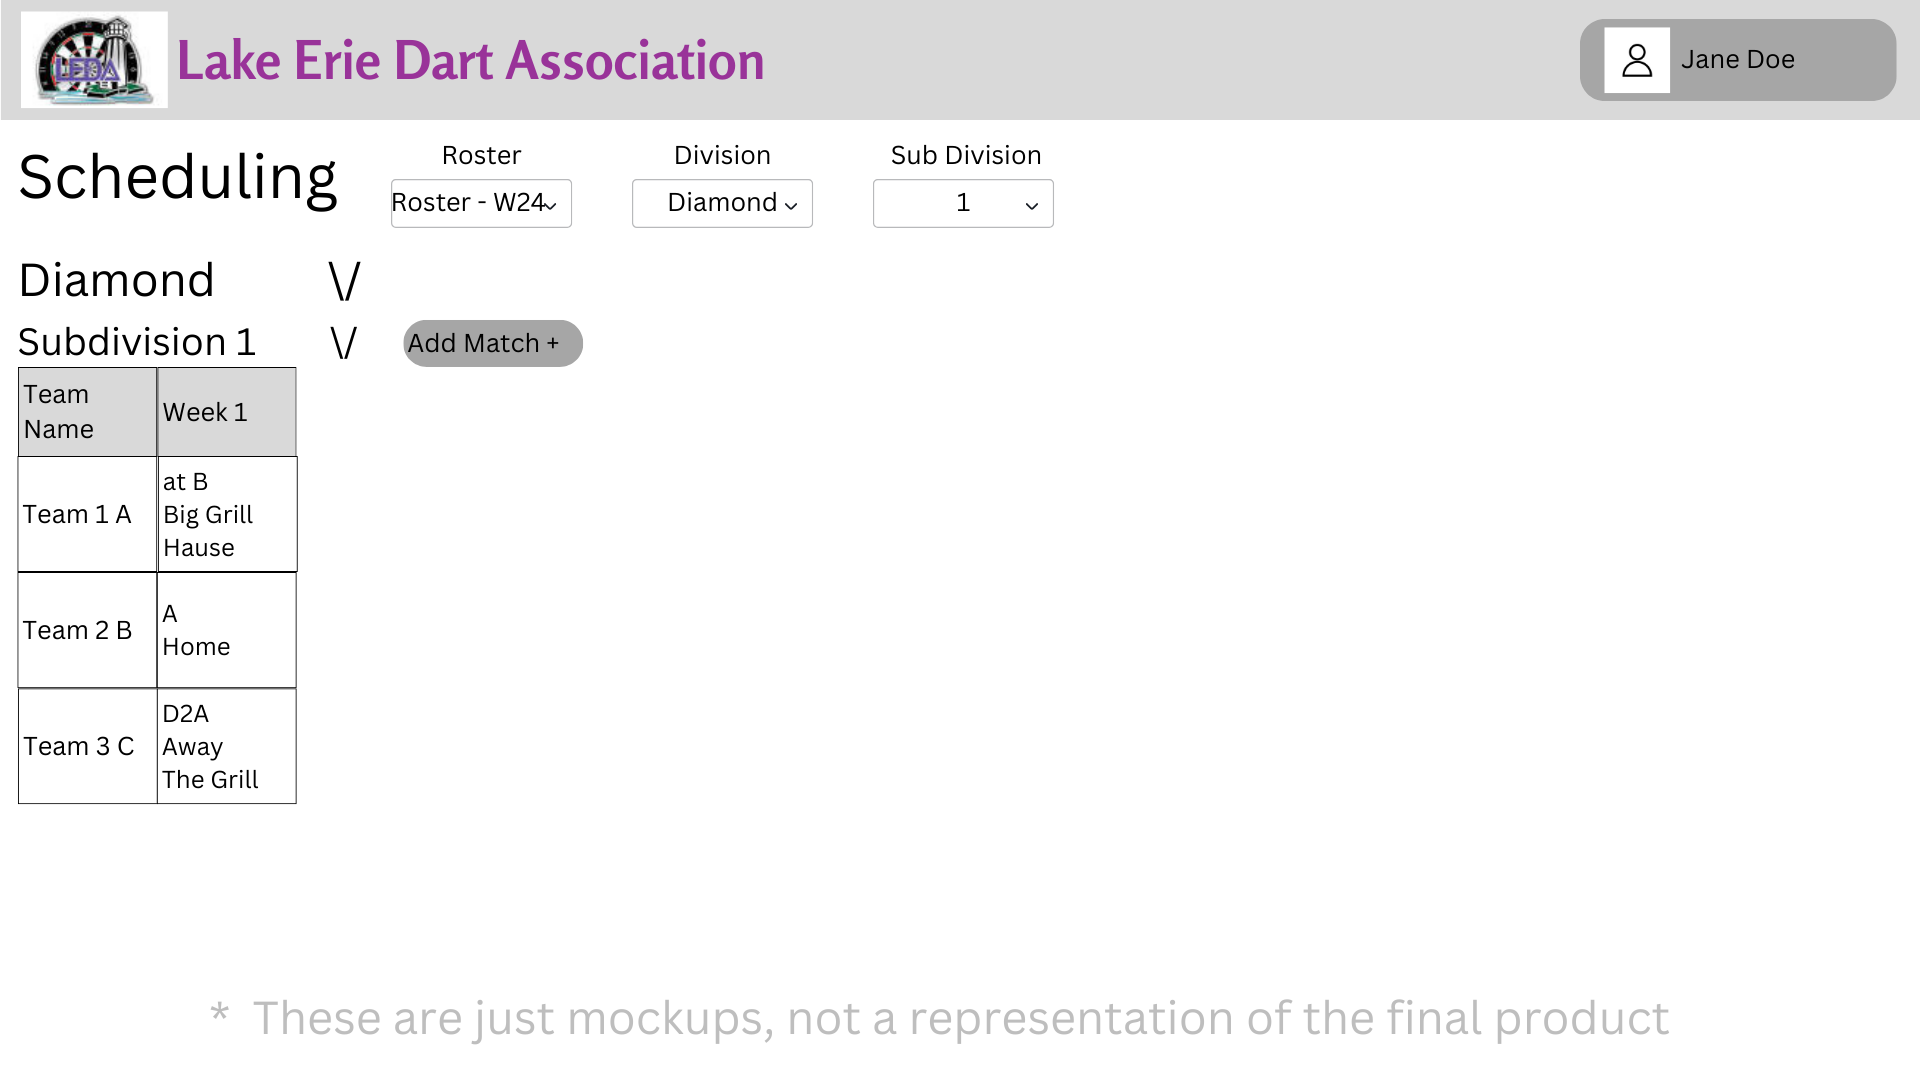 LEDA
Lake Erie Dart Association
Jane Doe
Scheduling
Roster
Division
Sub Division
Roster - W24
Diamond
1
Diamond \/
Subdivision 1 \/
Add Match +
Team
Name
Week 1
Team 1 A
at B
Big Grill
Hause
Team 2 B
A
Home
Team 3 C
D2A
Away
The Grill
* These are just mockups, not a representation of the final product